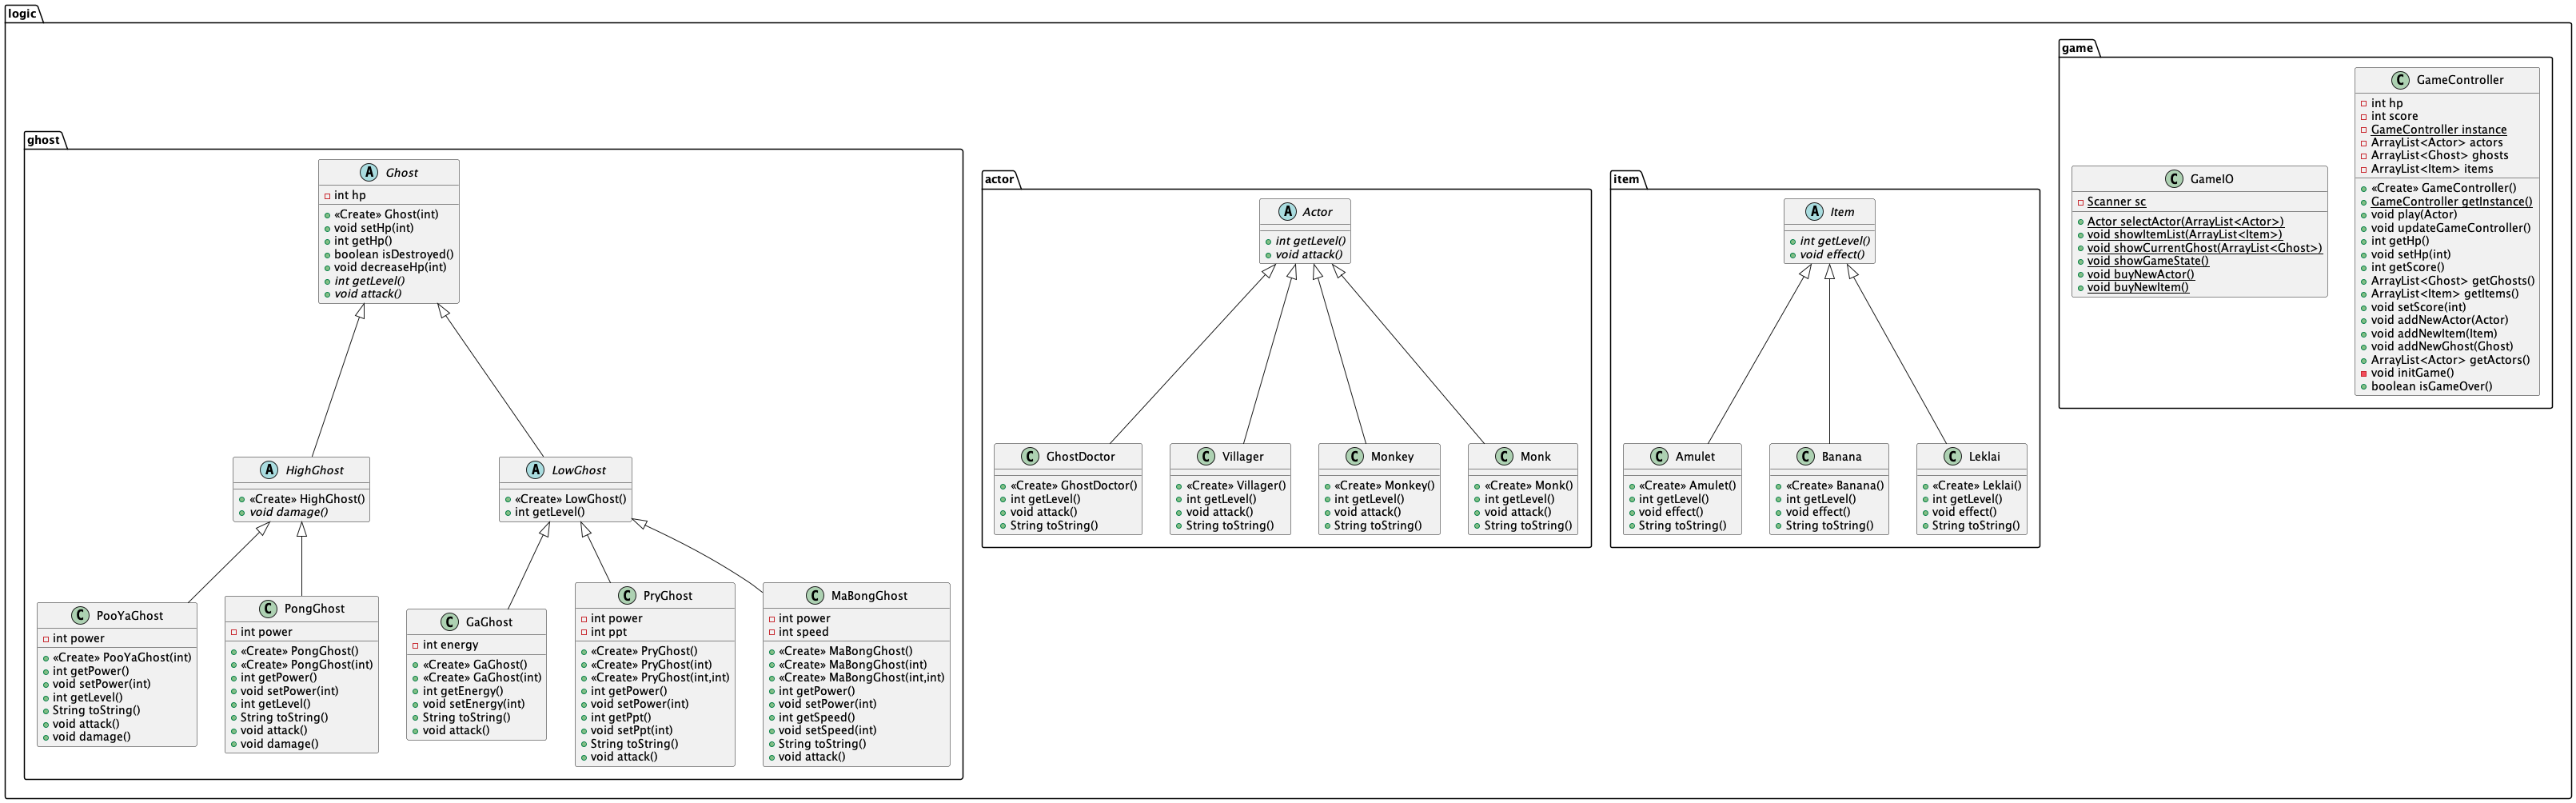 logic
ghost
A Ghost
int hp
«Create» Ghost(int)
void setHp(int)
int getHp()
boolean isDestroyed()
void decreaseHp(int)
int getLevel()
void attack()
A HighGhost
«Create» HighGhost()
void damage()
A LowGhost
«Create» LowGhost()
int getLevel()
C PooYaGhost
int power
«Create» PooYaGhost(int)
int getPower()
void setPower(int)
int getLevel()
String toString()
void attack()
void damage()
C PongGhost
int power
«Create» PongGhost()
«Create» PongGhost(int)
int getPower()
void setPower(int)
int getLevel()
String toString()
void attack()
void damage()
C GaGhost
int energy
«Create» GaGhost()
«Create» GaGhost(int)
int getEnergy()
void setEnergy(int)
String toString()
void attack()
C PryGhost
int power
int ppt
«Create» PryGhost()
«Create» PryGhost(int)
«Create» PryGhost(int,int)
int getPower()
void setPower(int)
int getPpt()
void setPpt(int)
String toString()
void attack()
C MaBongGhost
int power
int speed
«Create» MaBongGhost()
«Create» MaBongGhost(int)
«Create» MaBongGhost(int,int)
int getPower()
void setPower(int)
int getSpeed()
void setSpeed(int)
String toString()
void attack()
actor
A Actor
int getLevel()
void attack()
C GhostDoctor
«Create» GhostDoctor()
int getLevel()
void attack()
String toString()
C Villager
«Create» Villager()
int getLevel()
void attack()
String toString()
C Monkey
«Create» Monkey()
int getLevel()
void attack()
String toString()
C Monk
«Create» Monk()
int getLevel()
void attack()
String toString()
item
A Item
int getLevel()
void effect()
C Amulet
«Create» Amulet()
int getLevel()
void effect()
String toString()
C Banana
«Create» Banana()
int getLevel()
void effect()
String toString()
C Leklai
«Create» Leklai()
int getLevel()
void effect()
String toString()
game
C GameIO
Scanner sc
Actor selectActor(ArrayList<Actor>)
void showItemList(ArrayList<Item>)
void showCurrentGhost(ArrayList<Ghost>)
void showGameState()
void buyNewActor()
void buyNewItem()
C GameController
int hp
int score
GameController instance
ArrayList<Actor> actors
ArrayList<Ghost> ghosts
ArrayList<Item> items
«Create» GameController()
GameController getInstance()
void play(Actor)
void updateGameController()
int getHp()
void setHp(int)
int getScore()
ArrayList<Ghost> getGhosts()
ArrayList<Item> getItems()
void setScore(int)
void addNewActor(Actor)
void addNewItem(Item)
void addNewGhost(Ghost)
ArrayList<Actor> getActors()
void initGame()
boolean isGameOver()